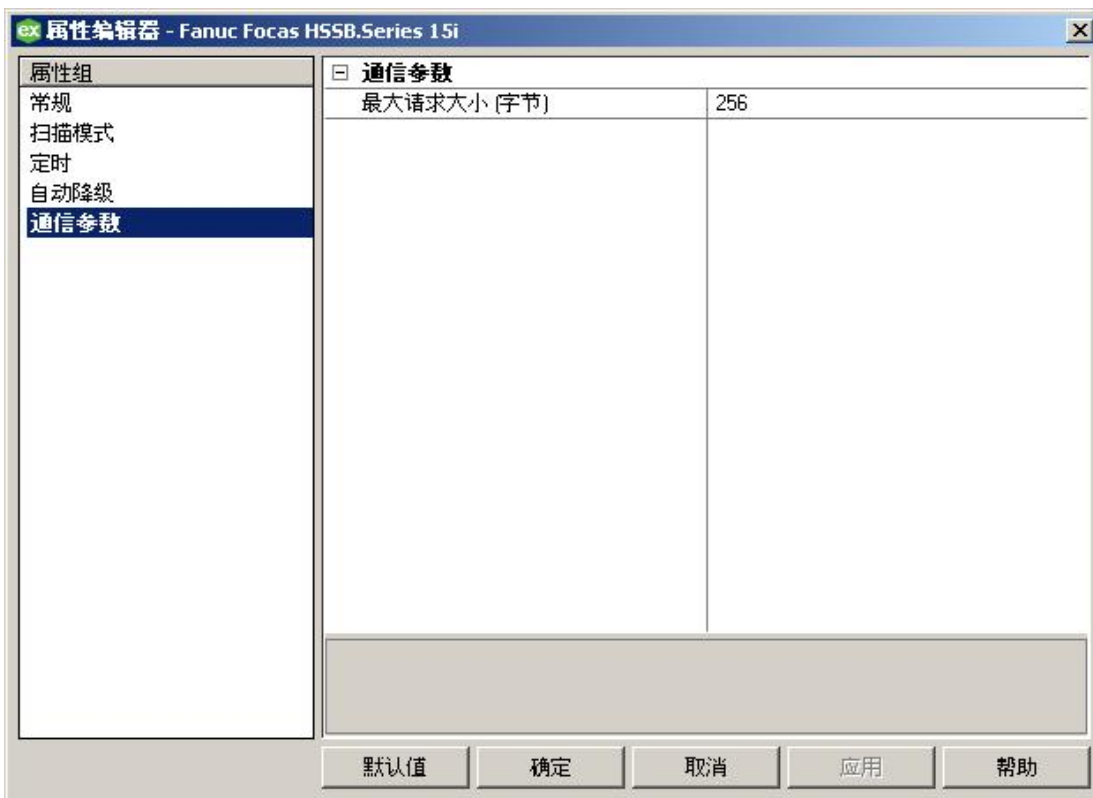 ex 属性编辑器 - Fanuc Focas HSSB.Series 15i
属性组
常规
扫描模式
定时
自动降级
通信参数
通信参数
最大请求大小 (字节) 256
默认值 确定 取消 应用 帮助